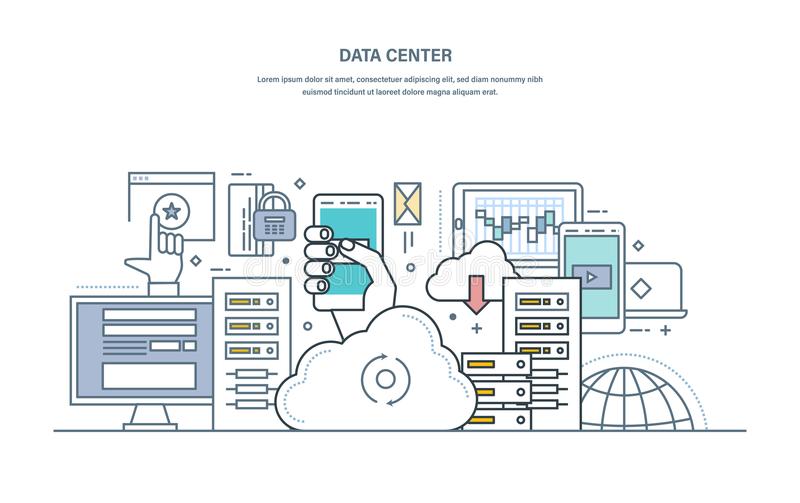 DATA CENTER
Lorem ipsum dolor sit amet, consectetuer adipiscing elit, sed diam nonummy nibh
euismod tincidunt ut laoreet dolore magna aliquam erat.